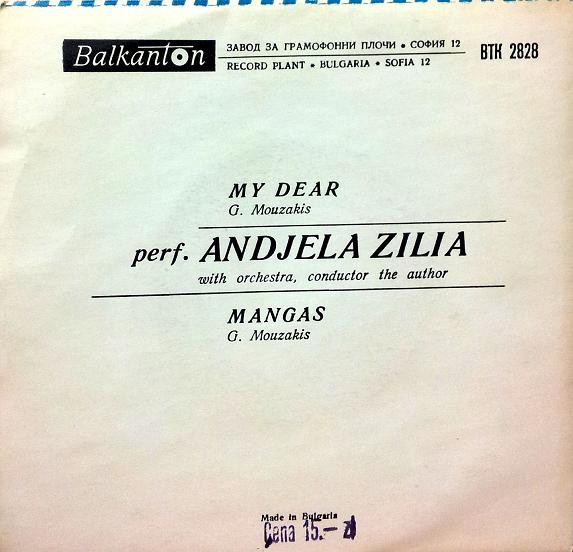 Balkanton
ЗАВОД ЗА ГРАМОФОННИ ПЛОЧИ • СОФИЯ 12
RECORD PLANT • BULGARIA • SOFIA 12
ВТК 2828
MY DEAR
G. Mouzakis
perf. ANDJELA ZILIA
with orchestra, conductor the author
MANGAS
G. Mouzakis
Made in Bulgaria
Cena 15.— zł